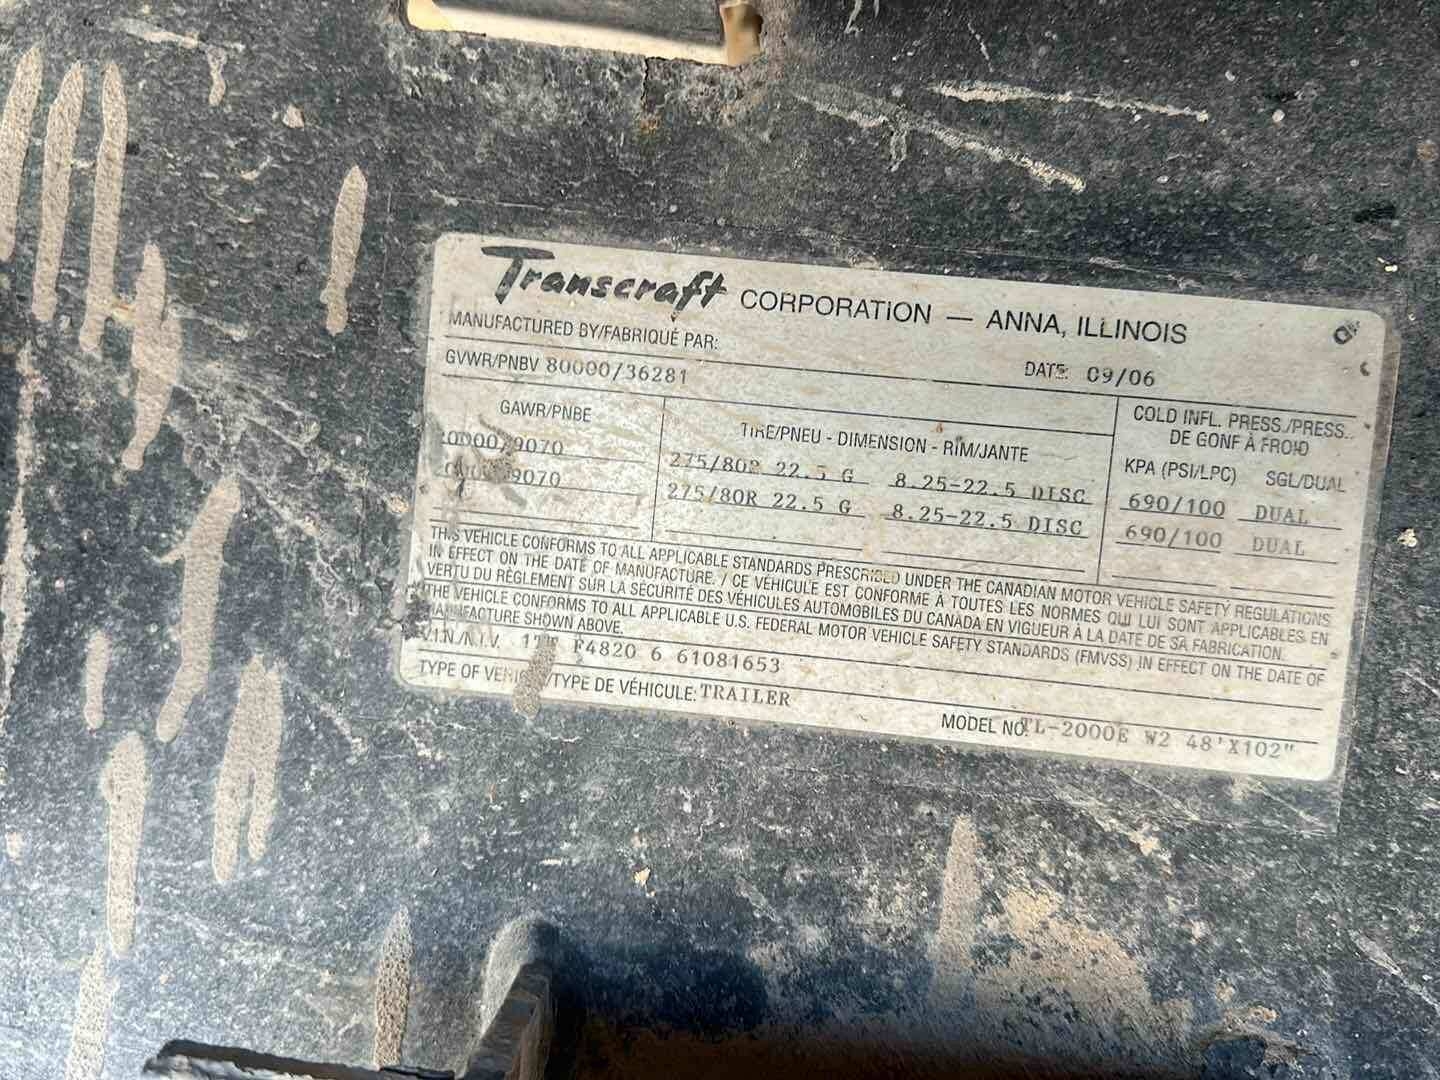 Transcraft CORPORATION — ANNA, ILLINOIS
MANUFACTURED BY/FABRIQUÉ PAR:
GVWR/PNBV 80000/36281 DATE: 09/06
GAWR/PNBE TIRE/PNEU - DIMENSION - RIM/JANTE COLD INFL. PRESS./PRESS.
DE GONF À FROID
KPA (PSI/LPC) SGL/DUAL
275/80R 22.5 G 8.25-22.5 DISC 690/100 DUAL
275/80R 22.5 G 8.25-22.5 DISC 690/100 DUAL
THIS VEHICLE CONFORMS TO ALL APPLICABLE STANDARDS PRESCRIBED UNDER THE CANADIAN MOTOR VEHICLE SAFETY REGULATIONS
IN EFFECT ON THE DATE OF MANUFACTURE. / CE VÉHICULE EST CONFORME À TOUTES LES NORMES QUI LUI SONT APPLICABLES EN
VERTU DU RÈGLEMENT SUR LA SÉCURITÉ DES VÉHICULES AUTOMOBILES DU CANADA EN VIGUEUR À LA DATE DE SA FABRICATION.
THE VEHICLE CONFORMS TO ALL APPLICABLE U.S. FEDERAL MOTOR VEHICLE SAFETY STANDARDS (FMVSS) IN EFFECT ON THE DATE OF
MANUFACTURE SHOWN ABOVE.
V.I.N./N.I.V. F4820 6 61081653
TYPE OF VEHICLE/TYPE DE VÉHICULE: TRAILER MODEL NO. TL-2000E W2 48'X102"